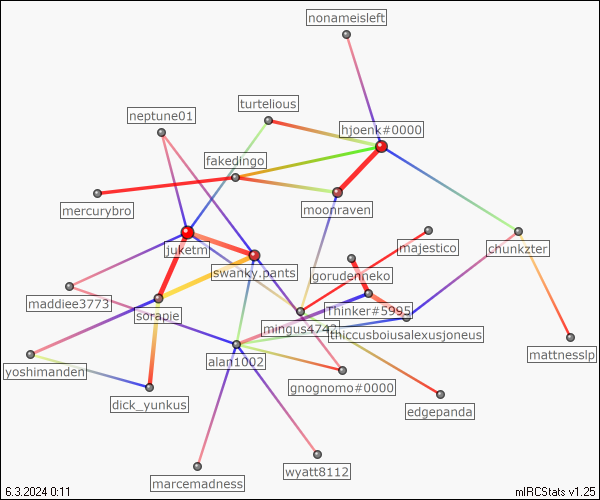 nonameisleft
turtelious
neptune01
hjoenk#0000
fakedingo
mercurybro
moonraven
juketm
majestico
chunkzter
swanky.pants
gorudenneko
maddiee3773
sorapje
Thinker#5995
mingus4742
thiccusboiusalexusjoneus
mattnesslp
alan1002
yoshimanden
gnognomo#0000
dick_yunkus
edgepanda
wyatt8112
marcemadness
6.3.2024 0:11
mIRCStats v1.25